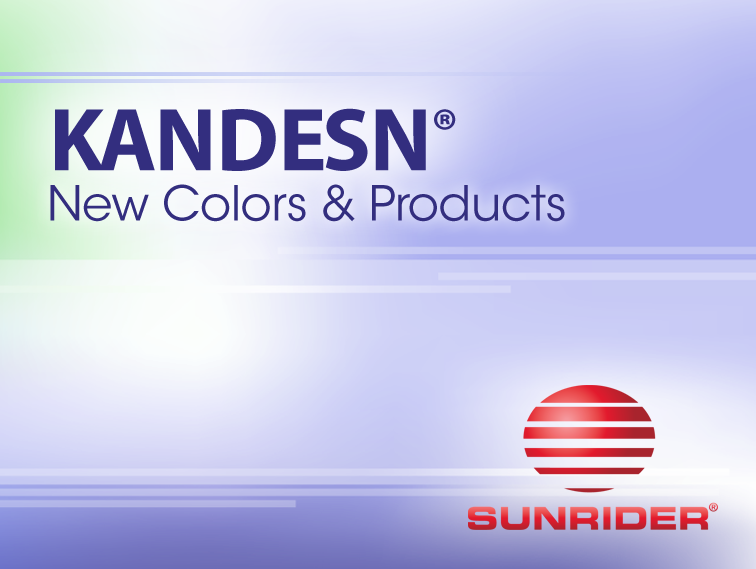 KANDESN®
New Colors & Products
SUNRIDER®